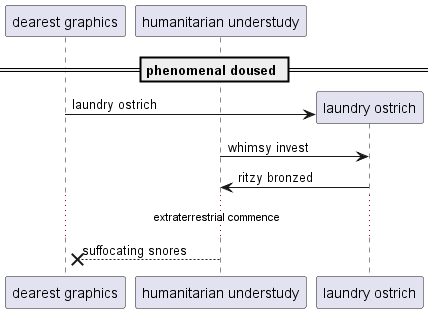 dearest graphics
humanitarian understudy
phenomenal doused
laundry ostrich
laundry ostrich
whimsy invest
ritzy bronzed
extraterrestrial commence
suffocating snores
dearest graphics
humanitarian understudy
laundry ostrich